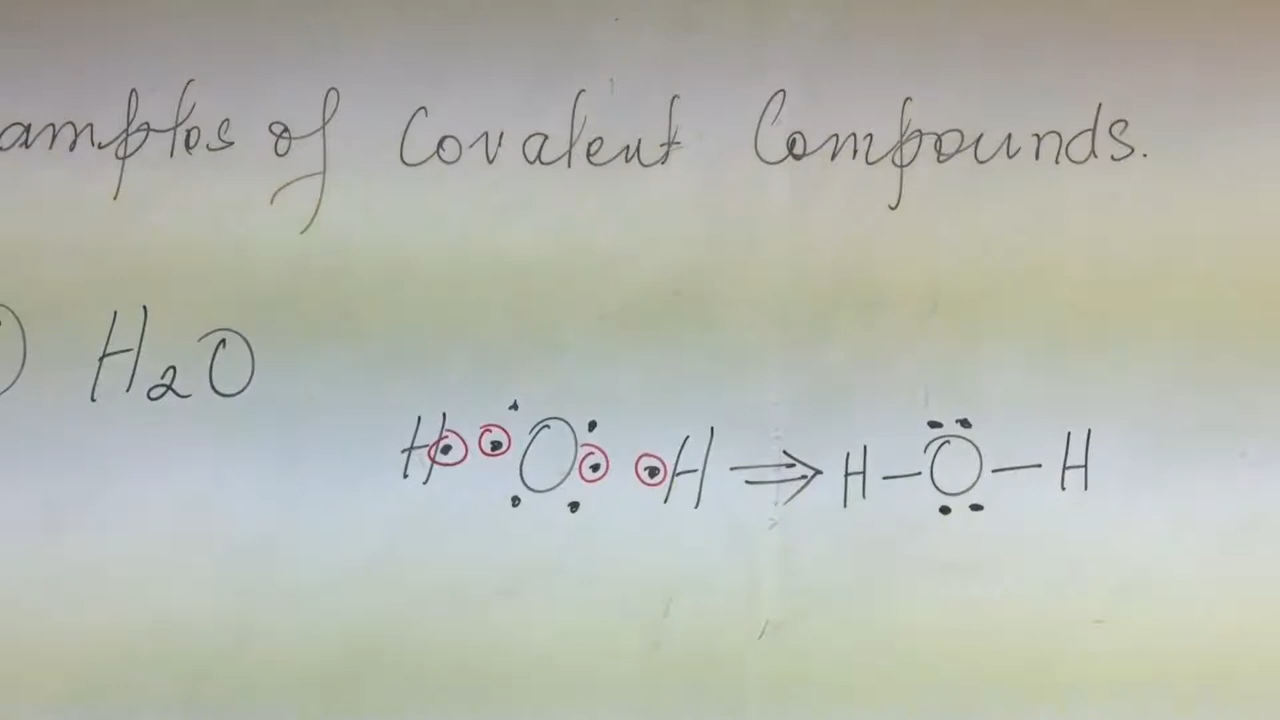 amples of Covalent Compounds.
) H₂O
H • • O • • H ⇒ H – O – H